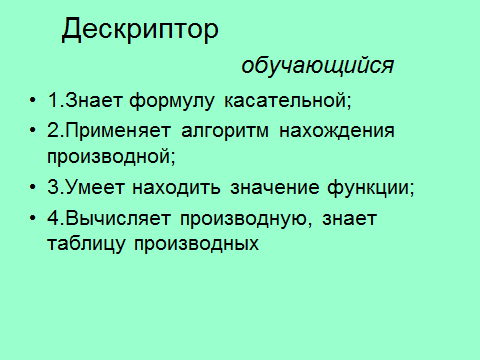 Дескриптор
обучающийся
• 1.Знает формулу касательной;
• 2.Применяет алгоритм нахождения
производной;
• 3.Умеет находить значение функции;
• 4.Вычисляет производную, знает
таблицу производных